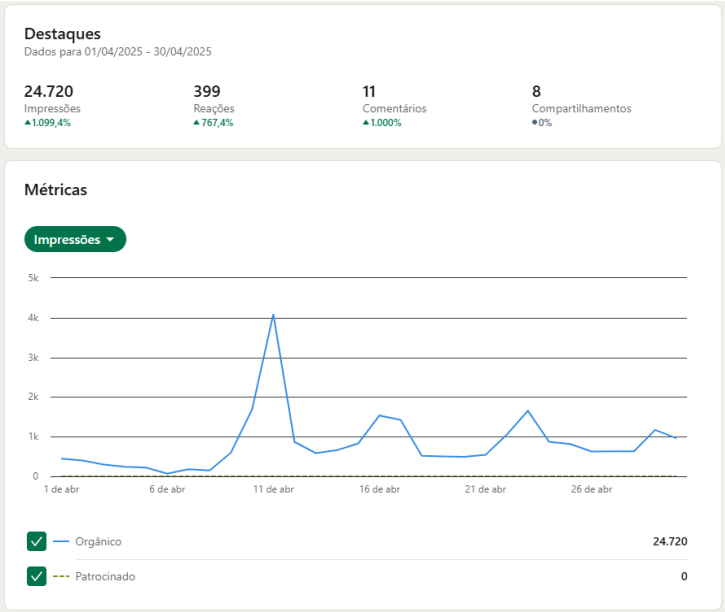 Destaques
Dados para 01/04/2025 - 30/04/2025
24.720 399 11 8
Impressões Reações Comentários Compartilhamentos
▲1.099,4% ▲767,4% ▲1.000% ●0%
Métricas
Impressões
5k
4k
3k
2k
1k
0
1 de abr 6 de abr 11 de abr 16 de abr 21 de abr 26 de abr
Orgânico 24.720
Patrocinado 0